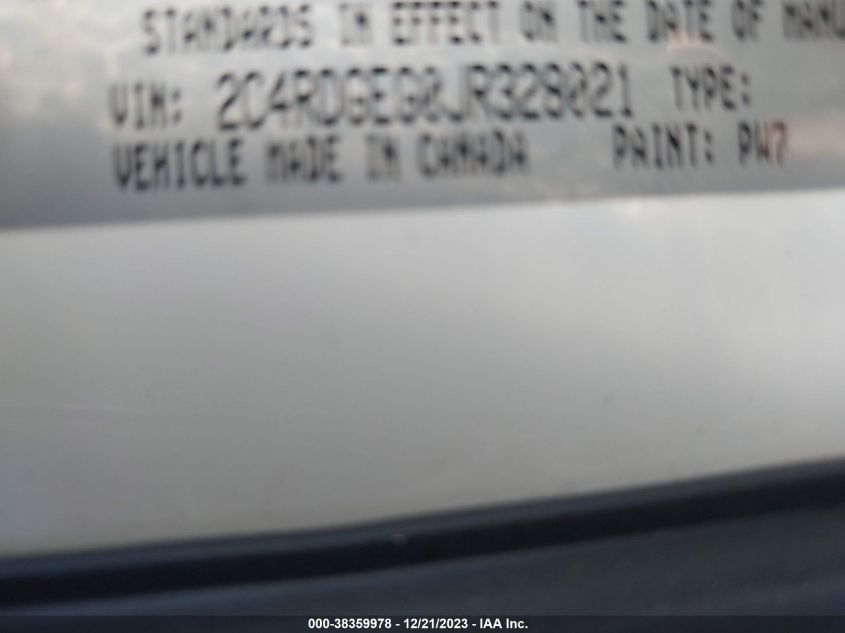 STANDARDS IN EFFECT ON THE DATE OF MANU
VIN: 2C4RDGEG0JR328021 TYPE:
VEHICLE MADE IN CANADA PAINT: PW7
000-38359978 - 12/21/2023 - IAA Inc.